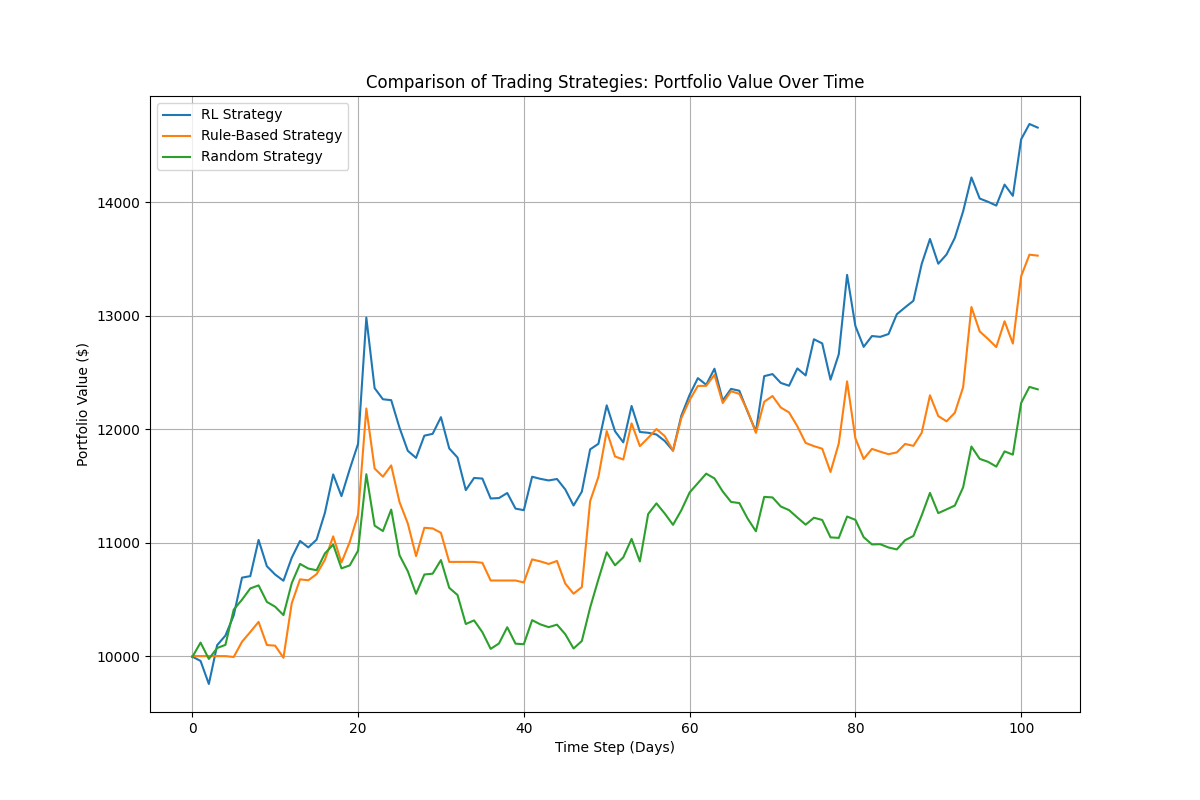 Comparison of Trading Strategies: Portfolio Value Over Time
RL Strategy
Rule-Based Strategy
Random Strategy
Portfolio Value ($)
14000
13000
12000
11000
10000
0 20 40 60 80 100
Time Step (Days)